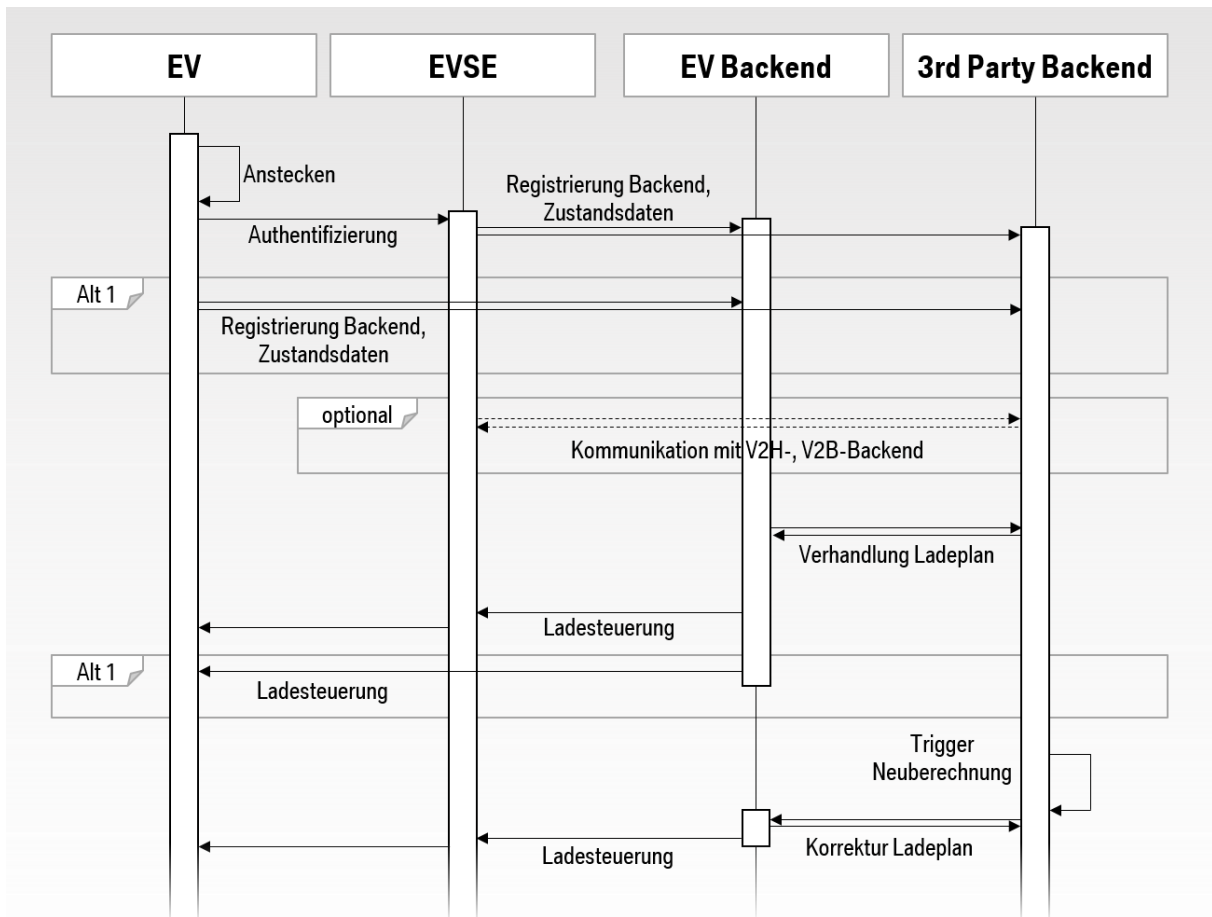 EV
EVSE
EV Backend
3rd Party Backend
Anstecken
Registrierung Backend,
Zustandsdaten
Authentifizierung
Alt 1
Registrierung Backend,
Zustandsdaten
optional
Kommunikation mit V2H-, V2B-Backend
Verhandlung Ladeplan
Ladesteuerung
Alt 1
Ladesteuerung
Trigger
Neuberechnung
Korrektur Ladeplan
Ladesteuerung